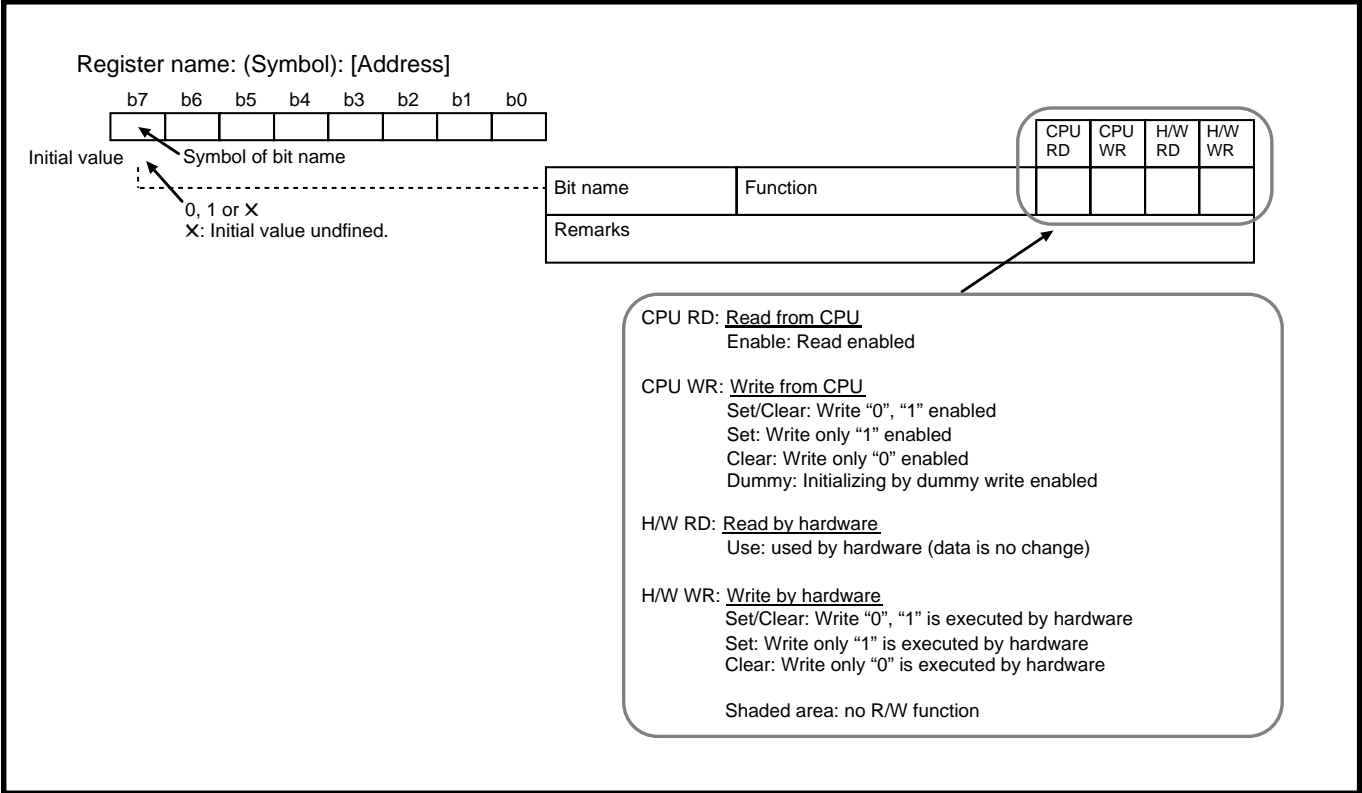 Register name: (Symbol): [Address]
b7 b6 b5 b4 b3 b2 b1 b0
CPU RD CPU WR H/W RD H/W WR
Initial value
Symbol of bit name
Bit name Function
0, 1 or X
X: Initial value undfined.
Remarks
CPU RD: Read from CPU
Enable: Read enabled
CPU WR: Write from CPU
Set/Clear: Write “0”, “1” enabled
Set: Write only “1” enabled
Clear: Write only “0” enabled
Dummy: Initializing by dummy write enabled
H/W RD: Read by hardware
Use: used by hardware (data is no change)
H/W WR: Write by hardware
Set/Clear: Write “0”, “1” is executed by hardware
Set: Write only “1” is executed by hardware
Clear: Write only “0” is executed by hardware
Shaded area: no R/W function